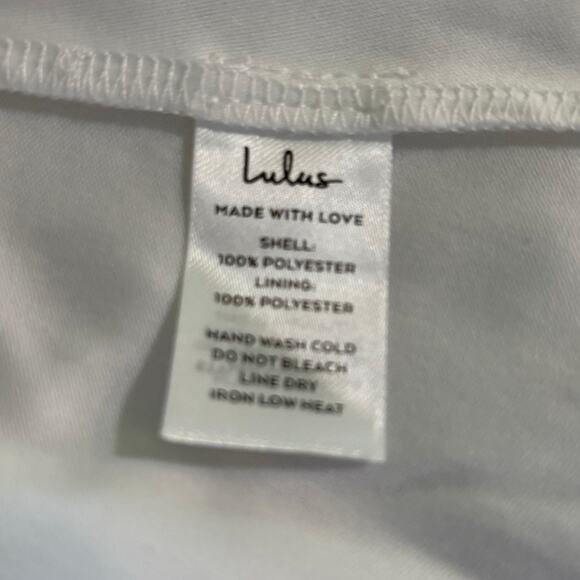 Lulus
MADE WITH LOVE
SHELL:
100% POLYESTER
LINING:
100% POLYESTER
HAND WASH COLD
DO NOT BLEACH
LINE DRY
IRON LOW HEAT